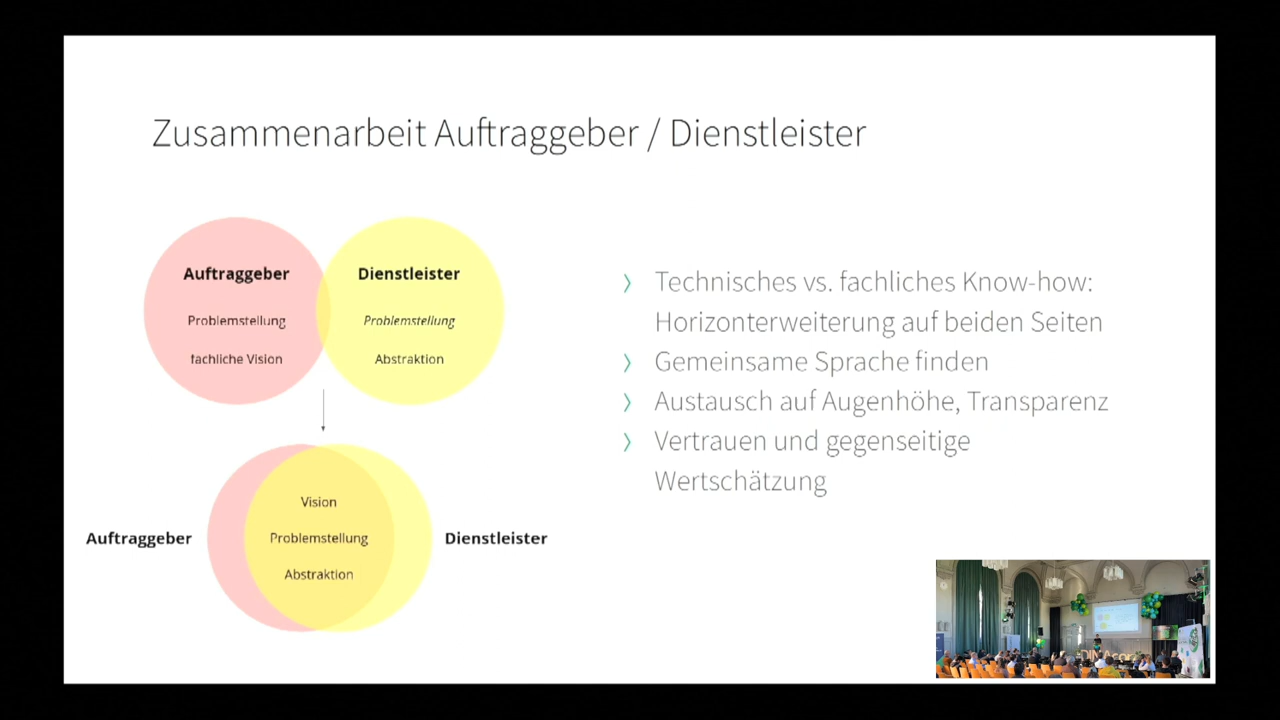 Zusammenarbeit Auftraggeber / Dienstleister
Auftraggeber
Problemstellung
fachliche Vision
Dienstleister
Problemstellung
Abstraktion
Auftraggeber
Vision
Problemstellung
Abstraktion
Dienstleister
Technisches vs. fachliches Know-how:
Horizonterweiterung auf beiden Seiten
Gemeinsame Sprache finden
Austausch auf Augenhöhe, Transparenz
Vertrauen und gegenseitige
Wertschätzung